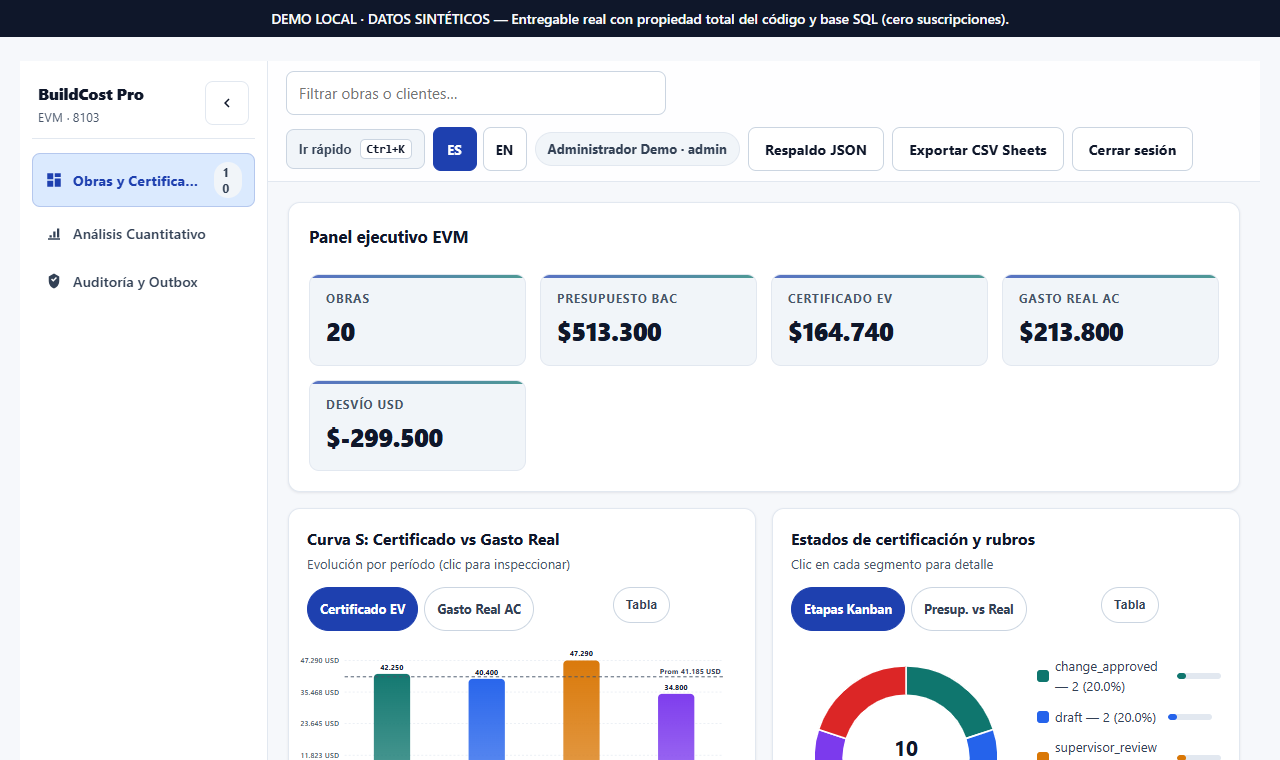 DEMO LOCAL · DATOS SINTÉTICOS — Entregable real con propiedad total del código y base SQL (cero suscripciones).
BuildCost Pro
EVM · 8103
Obras y Certifica...
1
0
Análisis Cuantitativo
Auditoría y Outbox
Filtrar obras o clientes...
Ir rápido Ctrl+K
ES
EN
Administrador Demo · admin
Respaldo JSON
Exportar CSV Sheets
Cerrar sesión
Panel ejecutivo EVM
OBRAS
20
PRESUPUESTO BAC
$513.300
CERTIFICADO EV
$164.740
GASTO REAL AC
$213.800
DESVÍO USD
$-299.500
Curva S: Certificado vs Gasto Real
Evolución por período (clic para inspeccionar)
Certificado EV
Gasto Real AC
Tabla
47.290 USD
35.468 USD
23.645 USD
11.823 USD
42.250
40.400
47.290
34.800
Prom 41.185 USD
Estados de certificación y rubros
Clic en cada segmento para detalle
Etapas Kanban
Presup. vs Real
Tabla
10
change_approved
— 2 (20.0%)
draft — 2 (20.0%)
supervisor_review